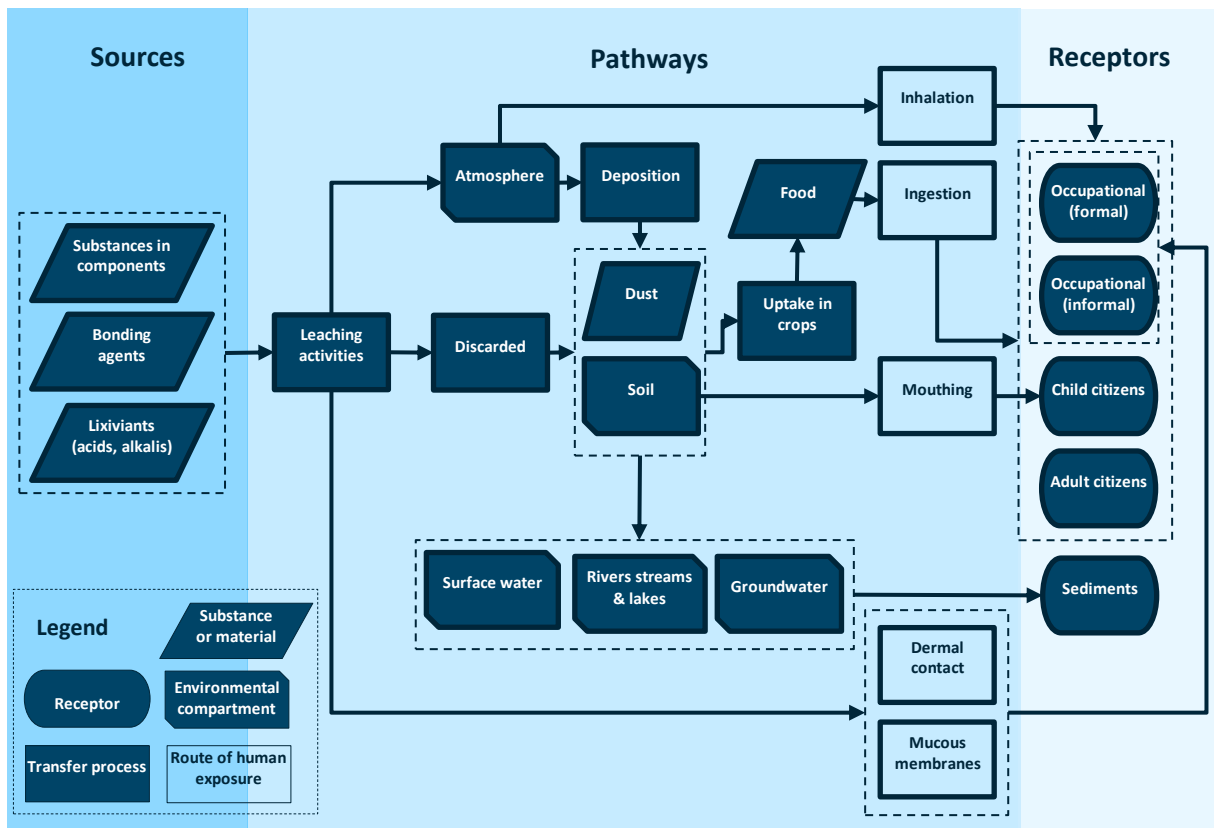 Sources
Pathways
Receptors
Substances in
components
Bonding
agents
Lixiviants
(acids, alkalis)
Leaching
activities
Atmosphere
Deposition
Discarded
Dust
Soil
Food
Uptake in
crops
Inhalation
Ingestion
Mouthing
Occupational
(formal)
Occupational
(informal)
Child citizens
Adult citizens
Sediments
Surface water
Rivers streams
& lakes
Groundwater
Dermal
contact
Mucous
membranes
Legend
Substance
or material
Receptor
Environmental
compartment
Transfer process
Route of human
exposure